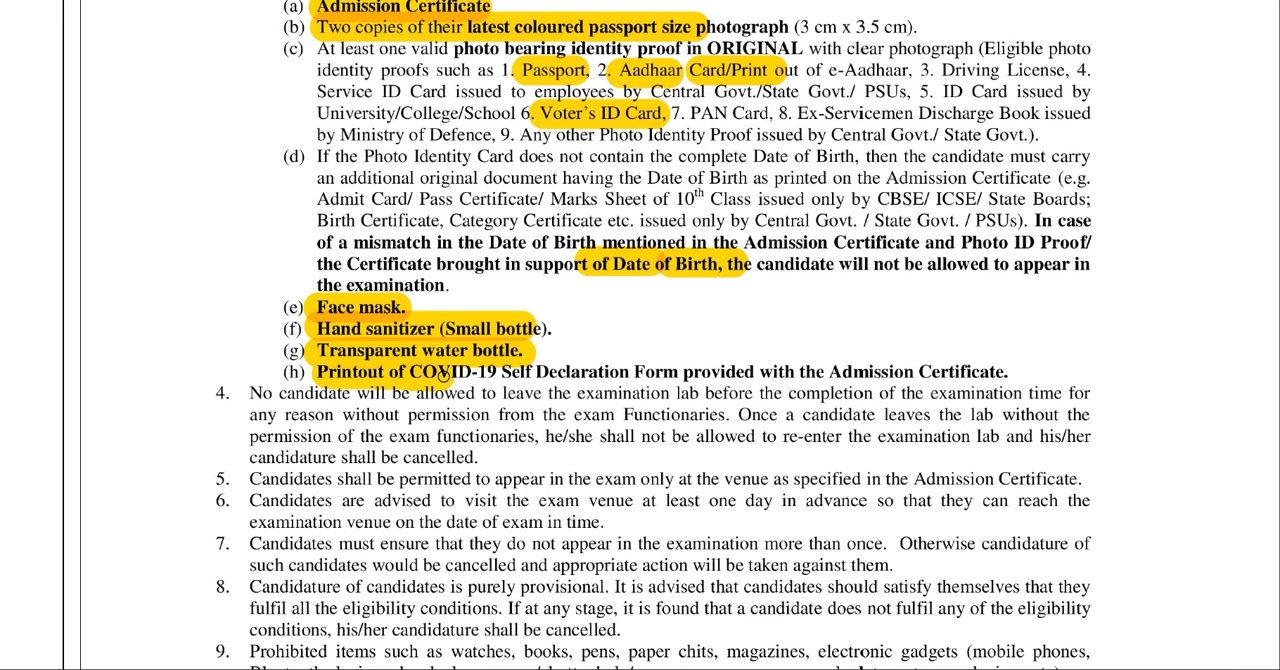 (a) Admission Certificate
(b) Two copies of their latest coloured passport size photograph (3 cm x 3.5 cm).
(c) At least one valid photo bearing identity proof in ORIGINAL with clear photograph (Eligible photo
identity proofs such as 1. Passport, 2. Aadhaar Card/Print out of e-Aadhaar, 3. Driving License, 4.
Service ID Card issued to employees by Central Govt./State Govt./ PSUs, 5. ID Card issued by
University/College/School 6. Voter's ID Card, 7. PAN Card, 8. Ex-Servicemen Discharge Book issued
by Ministry of Defence, 9. Any other Photo Identity Proof issued by Central Govt./ State Govt.).
(d) If the Photo Identity Card does not contain the complete Date of Birth, then the candidate must carry
an additional original document having the Date of Birth as printed on the Admission Certificate (e.g.
Admit Card/ Pass Certificate/ Marks Sheet of 10th Class issued only by CBSE/ ICSE/ State Boards;
Birth Certificate, Category Certificate etc. issued only by Central Govt. / State Govt. / PSUs). In case
of a mismatch in the Date of Birth mentioned in the Admission Certificate and Photo ID Proof/
the Certificate brought in support of Date of Birth, the candidate will not be allowed to appear in
the examination.
(e) Face mask.
(f) Hand sanitizer (Small bottle).
(g) Transparent water bottle.
(h) Printout of COVID-19 Self Declaration Form provided with the Admission Certificate.
4. No candidate will be allowed to leave the examination lab before the completion of the examination time for
any reason without permission from the exam Functionaries. Once a candidate leaves the lab without the
permission of the exam functionaries, he/she shall not be allowed to re-enter the examination lab and his/her
candidature shall be cancelled.
5. Candidates shall be permitted to appear in the exam only at the venue as specified in the Admission Certificate.
6. Candidates are advised to visit the exam venue at least one day in advance so that they can reach the
examination venue on the date of exam in time.
7. Candidates must ensure that they do not appear in the examination more than once. Otherwise candidature of
such candidates would be cancelled and appropriate action will be taken against them.
8. Candidature of candidates is purely provisional. It is advised that candidates should satisfy themselves that they
fulfil all the eligibility conditions. If at any stage, it is found that a candidate does not fulfil any of the eligibility
conditions, his/her candidature shall be cancelled.
9. Prohibited items such as watches, books, pens, paper chits, magazines, electronic gadgets (mobile phones,